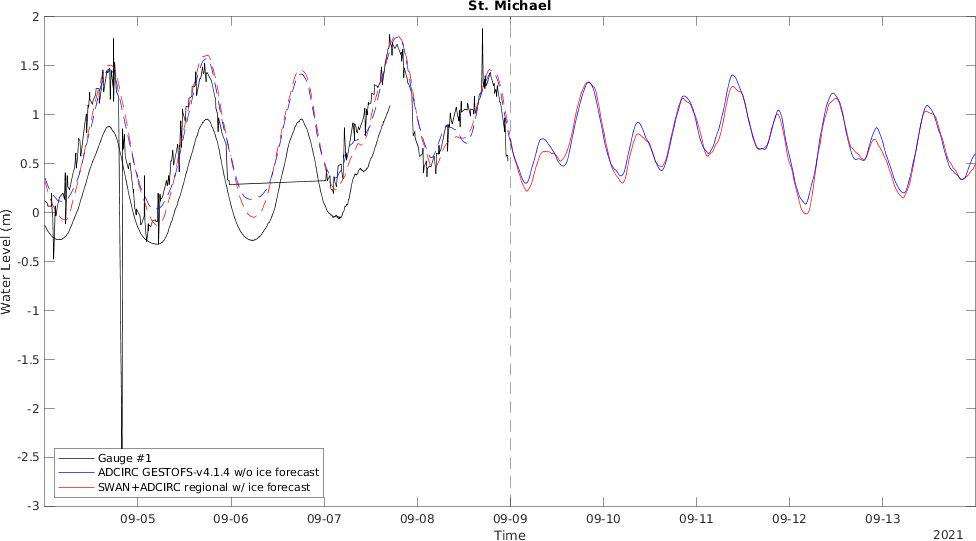 St. Michael
2
1.5
1
0.5
0
-0.5
-1
-1.5
-2
-2.5
-3
Water Level (m)
Gauge #1
ADCIRC GESTOFS-v4.1.4 w/o ice forecast
SWAN+ADCIRC regional w/ ice forecast
09-05 09-06 09-07 09-08 09-09 09-10 09-11 09-12 09-13
Time
2021